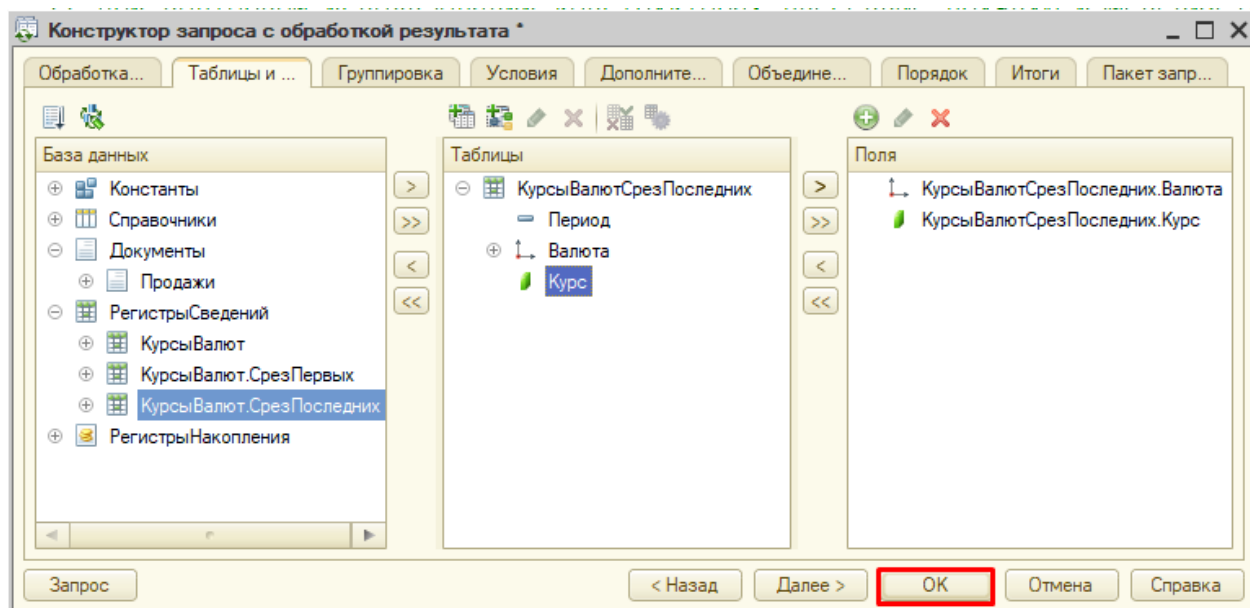 Конструктор запроса с обработкой результата *
Обработка... Таблицы и ... Группировка Условия Дополните... Объедине... Порядок Итоги Пакет запр...
База данных
Константы
Справочники
Документы
Продажи
РегистрыСведений
КурсыВалют
КурсыВалют.СрезПервых
КурсыВалют.СрезПоследних
РегистрыНакопления
>
>>
<
<<
Таблицы
КурсыВалютСрезПоследних
Период
Валюта
Курс
>
>>
<
<<
Поля
КурсыВалютСрезПоследних.Валюта
КурсыВалютСрезПоследних.Курс
Запрос < Назад Далее > OK Отмена Справка